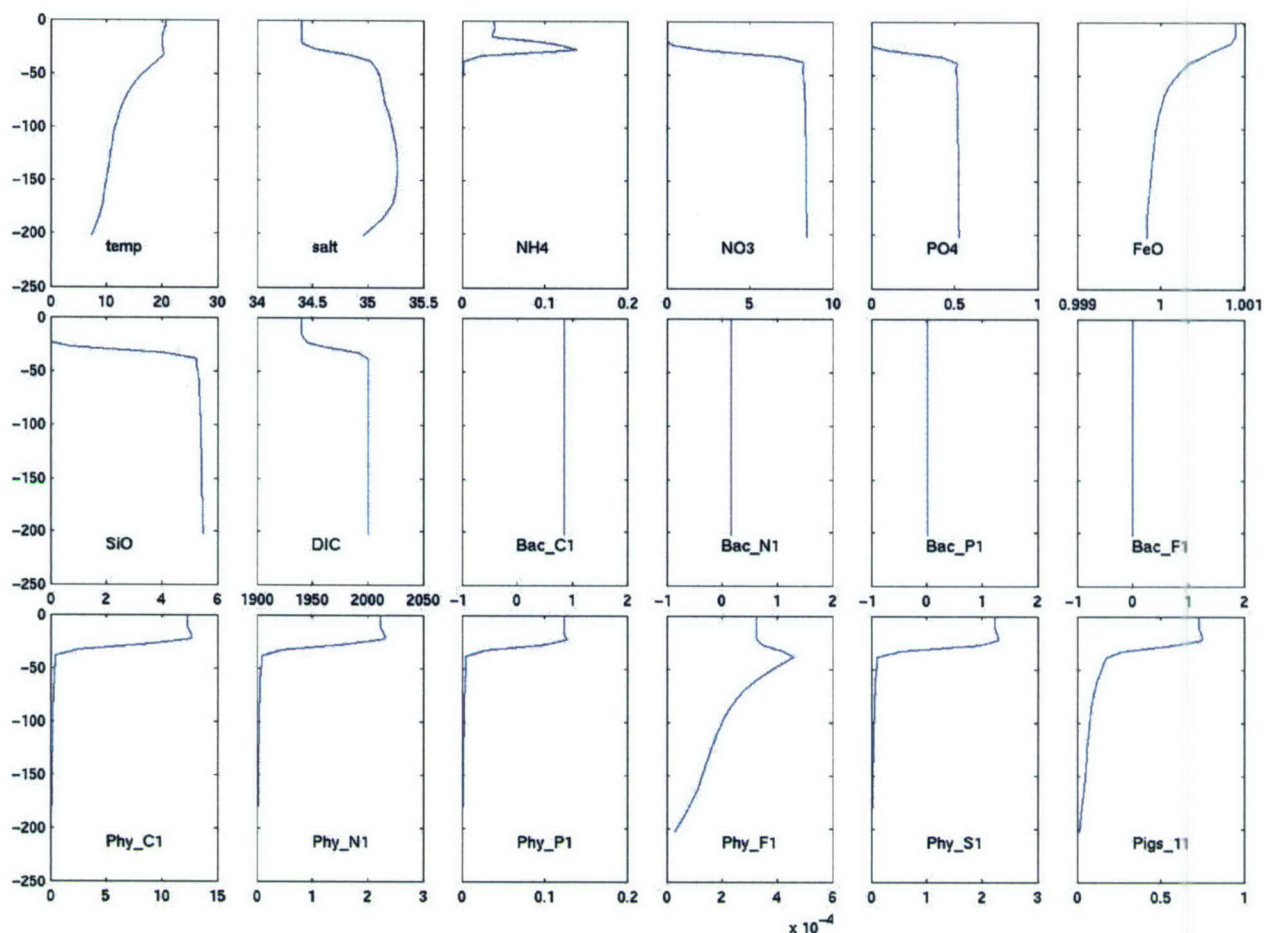 0
−50
−100
−150
−200
−250
temp salt NH4 NO3 PO4 FeO
0 10 20 30 34 34.5 35 35.5 0 0.1 0.2 0 5 10 0 0.5 1 0.999 1 1.001
0
−50
−100
−150
−200
−250
SiO DIC Bac_C1 Bac_N1 Bac_P1 Bac_F1
0 2 4 6 1900 1950 2000 2050 −1 0 1 2 −1 0 1 2 −1 0 1 2 −1 0 1 2
0
−50
−100
−150
−200
−250
Phy_C1 Phy_N1 Phy_P1 Phy_F1 Phy_S1 Pigs_11
0 5 10 15 0 1 2 3 0 0.1 0.2 0 2 4 6 0 1 2 3 0 0.5 1
x 10⁻⁴